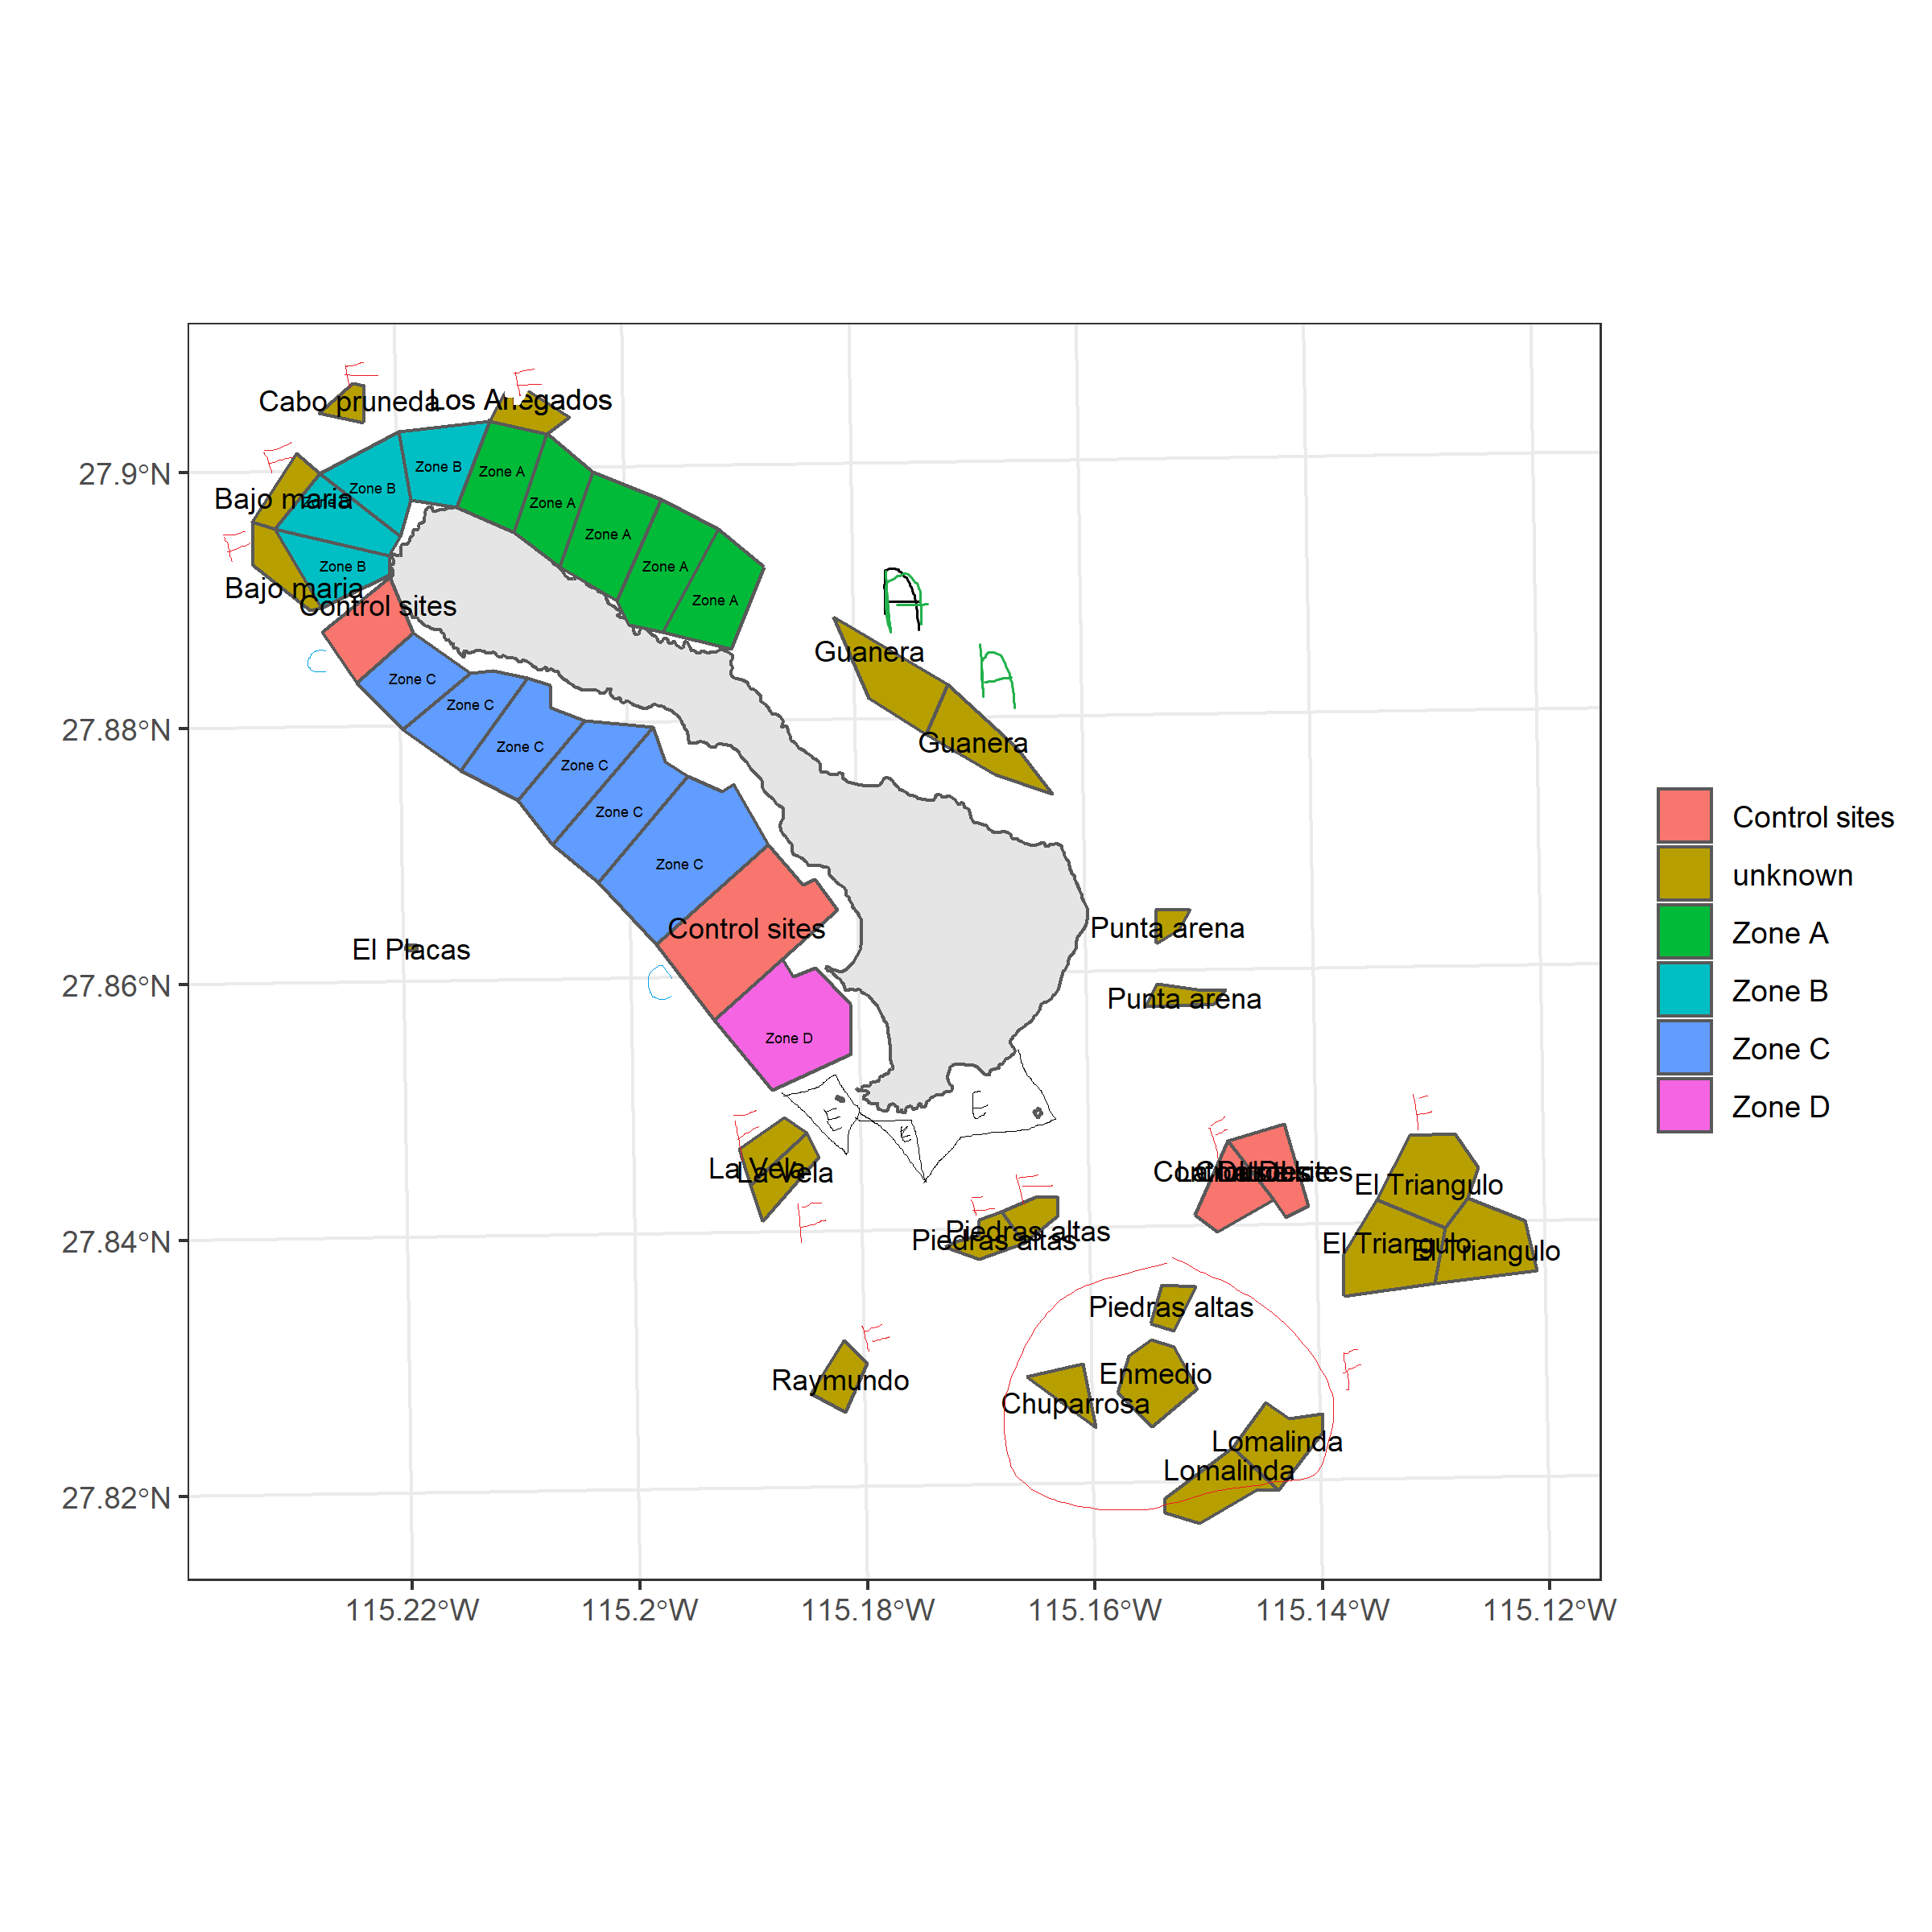 F
F
Cabo pruneda
Los Anegados
F
27.9°N
Zone B
Zone A
Zone B
Bajo maria
Zone A
F
Zone A
Zone B
Zone A
A
Bajo maria
Zone A
Control sites
C
Guanera
A
Zone C
Zone C
27.88°N
Zone C
Guanera
Zone C
Zone C
Control sites
Zone C
unknown
Control sites
Punta arena
Zone A
El Placas
27.86°N
C
Punta arena
Zone B
Zone D
Zone C
E
E
E
Zone D
F
F
F
La Vela
La Vela
Control sites
El Triangulo
F
F
F
Piedras altas
Piedras altas
27.84°N
El Triangulo
El Triangulo
Piedras altas
F
F
Raymundo
Enmedio
Chuparrosa
Lomalinda
Lomalinda
27.82°N
115.22°W
115.2°W
115.18°W
115.16°W
115.14°W
115.12°W